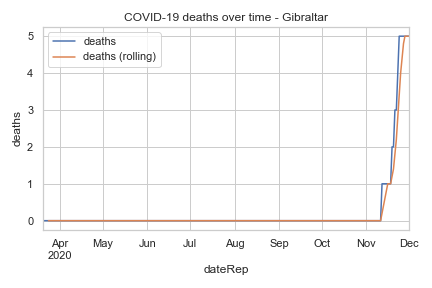 COVID-19 deaths over time - Gibraltar
deaths
deaths (rolling)
deaths
5
4
3
2
1
0
Apr May Jun Jul Aug Sep Oct Nov Dec
2020
dateRep